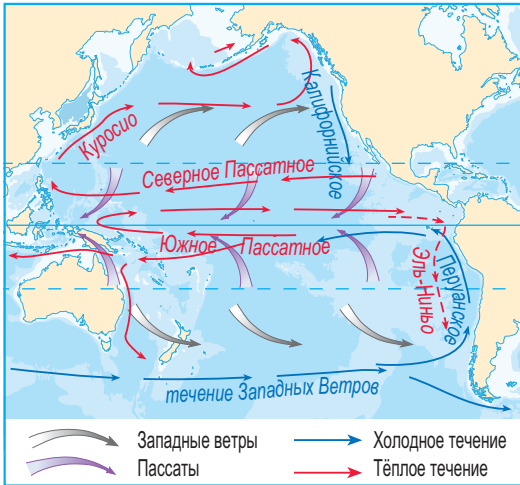 Куросио
Калифорнийское
Северное Пассатное
Южное Пассатное
Эль-Ниньо
Перуанское
течение Западных Ветров
Западные ветры
Холодное течение
Пассаты
Тёплое течение